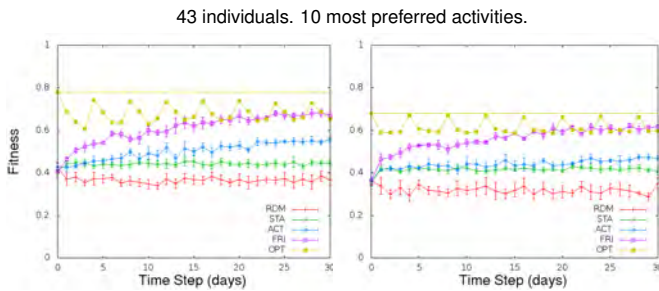 43 individuals. 10 most preferred activities.
Fitness
1
0.8
0.6
0.4
0.2
0
0 5 10 15 20 25 30
Time Step (days)
RDM
STA
ACT
FRI
OPT
1
0.8
0.6
0.4
0.2
0
0 5 10 15 20 25 30
Time Step (days)
RDM
STA
ACT
FRI
OPT